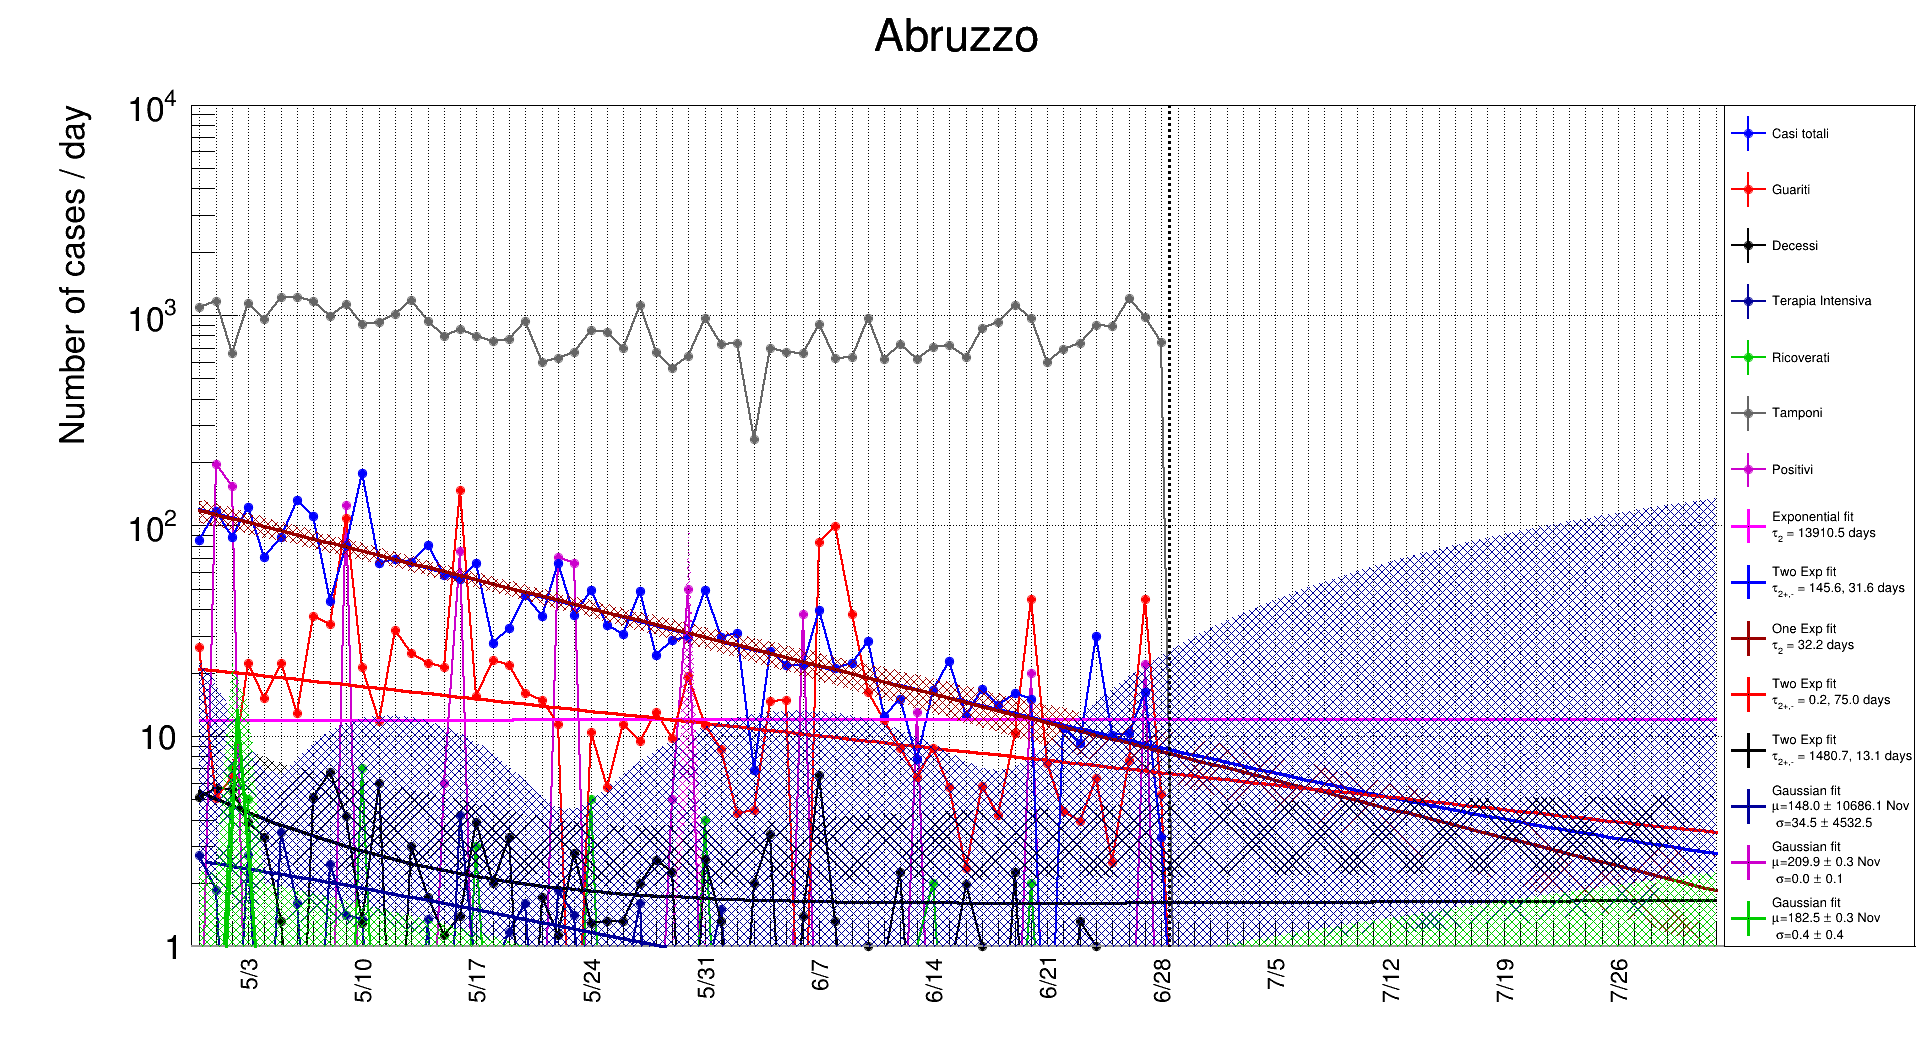 Abruzzo
Number of cases / day
10^4
10^3
10^2
10
1
5/3
5/10
5/17
5/24
5/31
6/7
6/14
6/21
6/28
7/5
7/12
7/19
7/26
Casi totali
Guariti
Decessi
Terapia Intensiva
Ricoverati
Tamponi
Positivi
Exponential fit
τ2 = 13910.5 days
Two Exp fit
τ2+,- = 145.6, 31.6 days
One Exp fit
τ2 = 32.2 days
Two Exp fit
τ2+,- = 0.2, 75.0 days
Two Exp fit
τ2+,- = 1480.7, 13.1 days
Gaussian fit
μ=148.0 ± 10686.1 Nov
σ=34.5 ± 4532.5
Gaussian fit
μ=209.9 ± 0.3 Nov
σ=0.0 ± 0.1
Gaussian fit
μ=182.5 ± 0.3 Nov
σ=0.4 ± 0.4